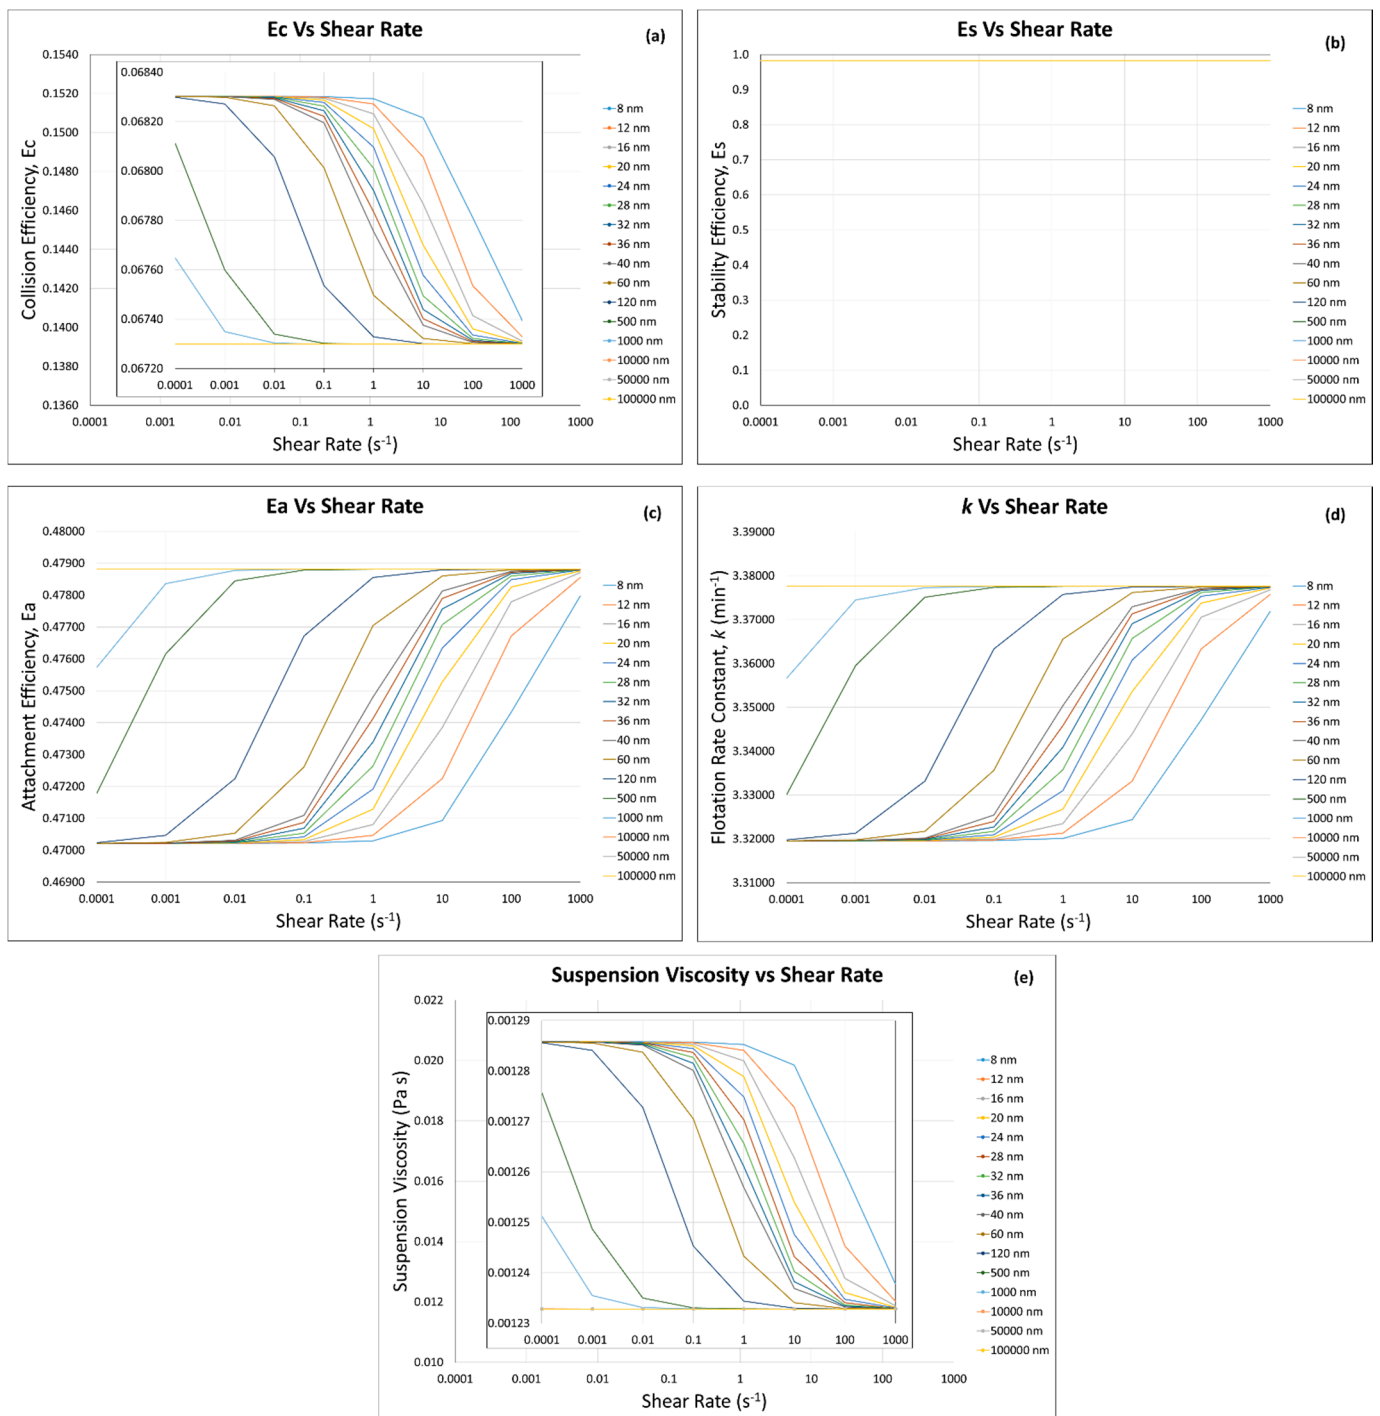 Ec Vs Shear Rate
(a)
Collision Efficiency, Ec
0.1540
0.1520
0.1500
0.1480
0.1460
0.1440
0.1420
0.1400
0.1380
0.1360
0.06840
0.06820
0.06800
0.06780
0.06760
0.06740
0.06720
0.0001 0.001 0.01 0.1 1 10 100 1000
0.0001 0.001 0.01 0.1 1 10 100 1000
Shear Rate (s-1)
8 nm
12 nm
16 nm
20 nm
24 nm
28 nm
32 nm
36 nm
40 nm
60 nm
120 nm
500 nm
1000 nm
10000 nm
50000 nm
100000 nm
Es Vs Shear Rate
(b)
Stability Efficiency, Es
1.0
0.9
0.8
0.7
0.6
0.5
0.4
0.3
0.2
0.1
0.0
0.0001 0.001 0.01 0.1 1 10 100 1000
Shear Rate (s-1)
8 nm
12 nm
16 nm
20 nm
24 nm
28 nm
32 nm
36 nm
40 nm
60 nm
120 nm
500 nm
1000 nm
10000 nm
50000 nm
100000 nm
Ea Vs Shear Rate
(c)
Attachment Efficiency, Ea
0.48000
0.47900
0.47800
0.47700
0.47600
0.47500
0.47400
0.47300
0.47200
0.47100
0.47000
0.46900
0.0001 0.001 0.01 0.1 1 10 100 1000
Shear Rate (s-1)
8 nm
12 nm
16 nm
20 nm
24 nm
28 nm
32 nm
36 nm
40 nm
60 nm
120 nm
500 nm
1000 nm
10000 nm
50000 nm
100000 nm
k Vs Shear Rate
(d)
Flotation Rate Constant, k (min-1)
3.39000
3.38000
3.37000
3.36000
3.35000
3.34000
3.33000
3.32000
3.31000
0.0001 0.001 0.01 0.1 1 10 100 1000
Shear Rate (s-1)
8 nm
12 nm
16 nm
20 nm
24 nm
28 nm
32 nm
36 nm
40 nm
60 nm
120 nm
500 nm
1000 nm
10000 nm
50000 nm
100000 nm
Suspension Viscosity vs Shear Rate
(e)
Suspension Viscosity (Pa s)
0.022
0.020
0.018
0.016
0.014
0.012
0.010
0.00129
0.00128
0.00127
0.00126
0.00125
0.00124
0.00123
0.0001 0.001 0.01 0.1 1 10 100 1000
0.0001 0.001 0.01 0.1 1 10 100 1000
Shear Rate (s-1)
8 nm
12 nm
16 nm
20 nm
24 nm
28 nm
32 nm
36 nm
40 nm
60 nm
120 nm
500 nm
1000 nm
10000 nm
50000 nm
100000 nm